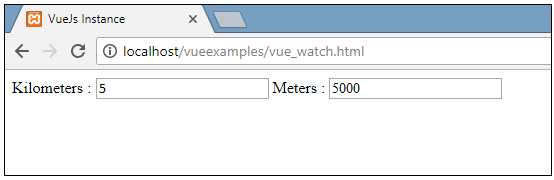 VueJs Instance
localhost/vueexamples/vue_watch.html
Kilometers : 5 Meters : 5000